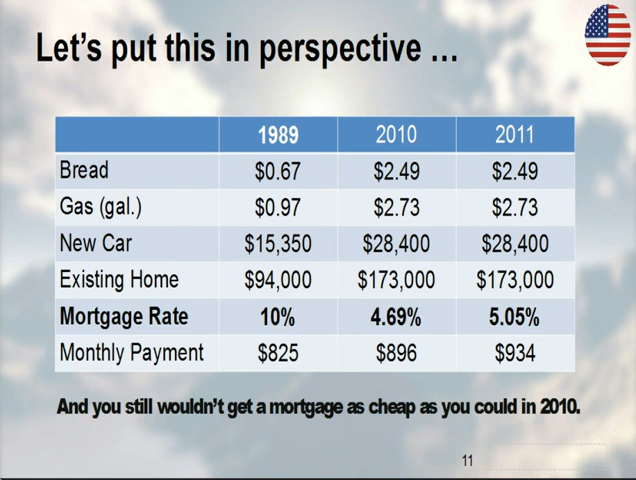 Let's put this in perspective …
1989 2010 2011
Bread $0.67 $2.49 $2.49
Gas (gal.) $0.97 $2.73 $2.73
New Car $15,350 $28,400 $28,400
Existing Home $94,000 $173,000 $173,000
Mortgage Rate 10% 4.69% 5.05%
Monthly Payment $825 $896 $934
And you still wouldn't get a mortgage as cheap as you could in 2010.
11